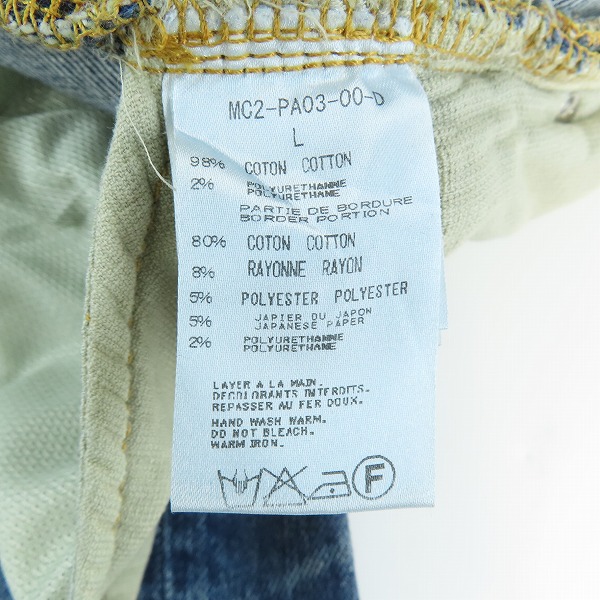 MC2-PA03-00-D
L
98% COTON COTTON
2% POLYURETHANNE
POLYURETHANE
PARTIE DE BORDURE
BORDER PORTION
80% COTON COTTON
8% RAYONNE RAYON
5% POLYESTER POLYESTER
5% JAPIER DU JAPON
JAPANESE PAPER
2% POLYURETHANNE
POLYURETHANE
LAYER A LA MAIN.
DECOLORANTS INTERDITS.
REPASSER AU FER DOUX.
HAND WASH WARM.
DO NOT BLEACH.
WARM IRON.
F